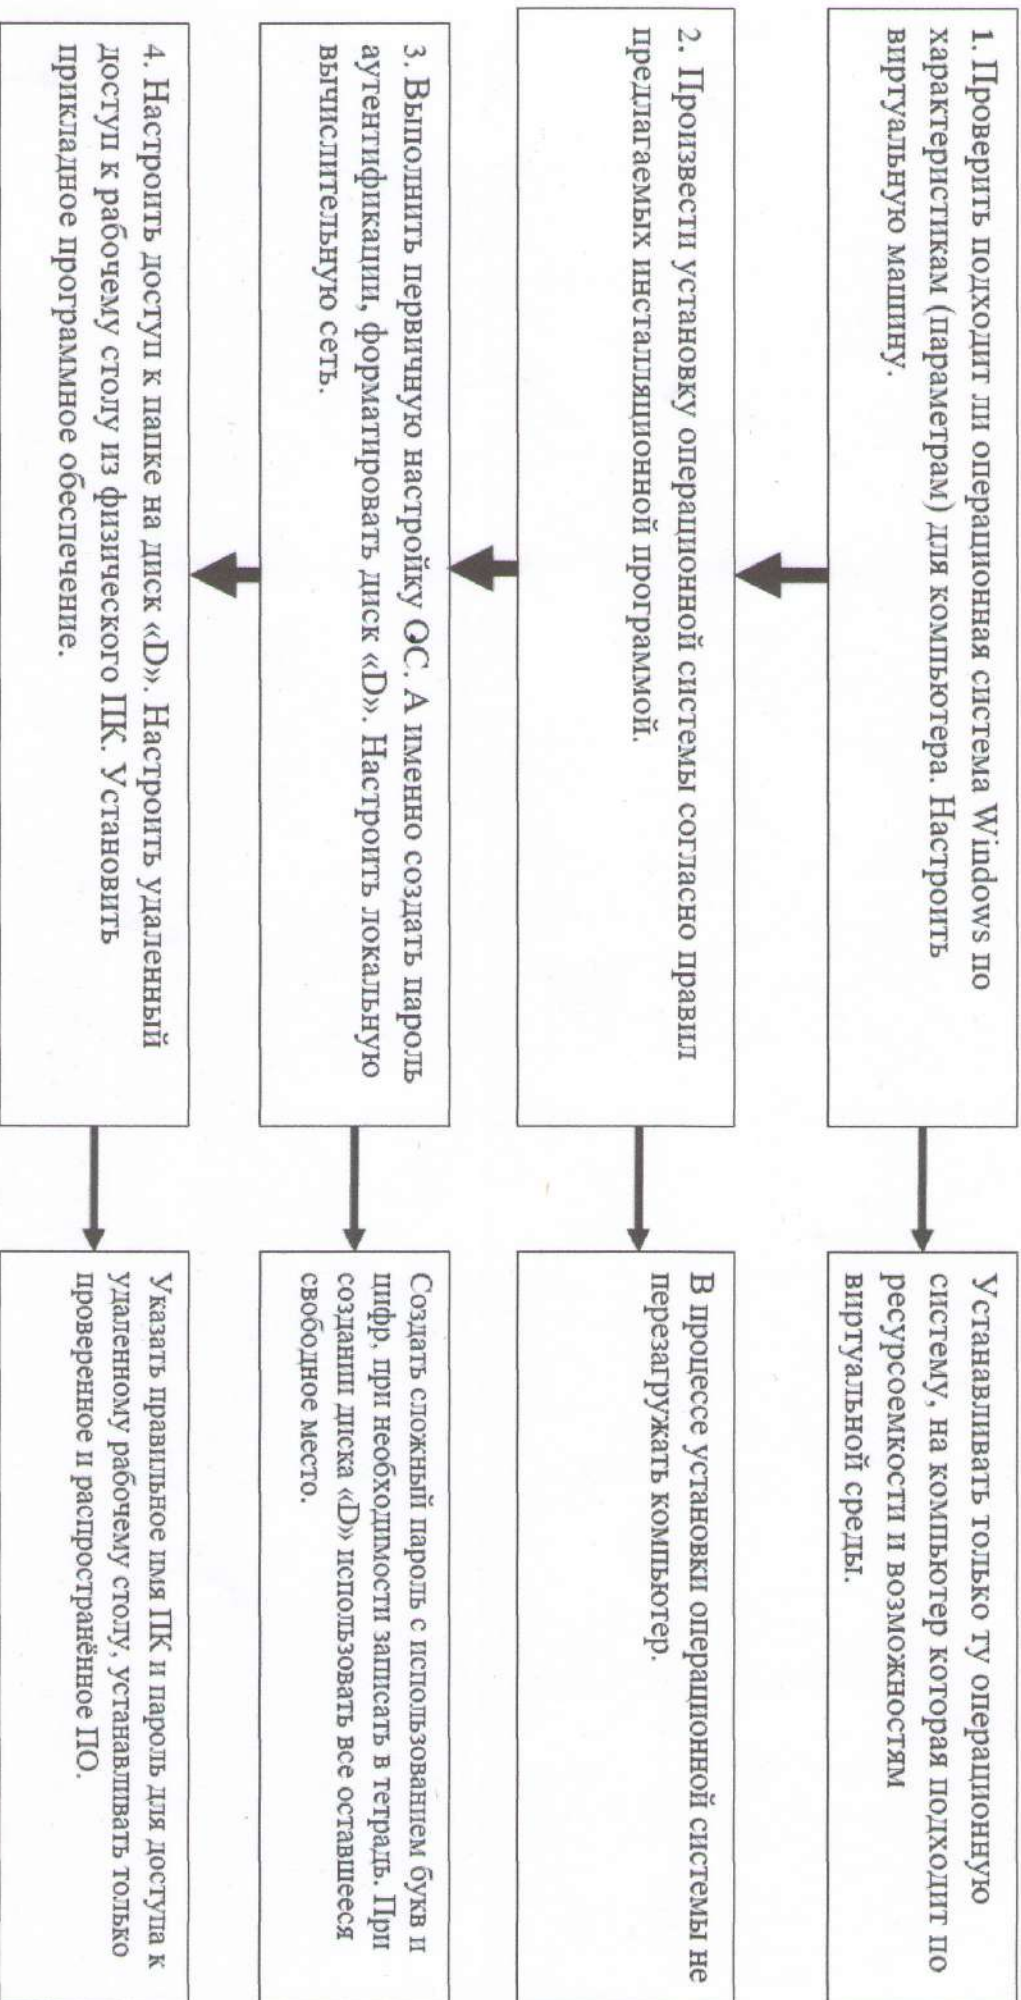 1. Проверить подходит ли операционная система Windows по
характеристикам (параметрам) для компьютера. Настроить
виртуальную машину.
Устанавливать только ту операционную
систему, на компьютер которая подходит по
ресурсоемкости и возможностям
виртуальной среды.
2. Произвести установку операционной системы согласно правил
предлагаемых инсталляционной программой.
В процессе установки операционной системы не
перезагружать компьютер.
3. Выполнить первичную настройку ОС. А именно создать пароль
аутентификации, форматировать диск «D». Настроить локальную
вычислительную сеть.
Создать сложный пароль с использованием букв и
цифр, при необходимости записать в тетрадь. При
создании диска «D» использовать все оставшееся
свободное место.
4. Настроить доступ к папке на диск «D». Настроить удаленный
доступ к рабочему столу из физического ПК. Установить
прикладное программное обеспечение.
Указать правильное имя ПК и пароль для доступа к
удаленному рабочему столу, устанавливать только
проверенное и распространённое ПО.